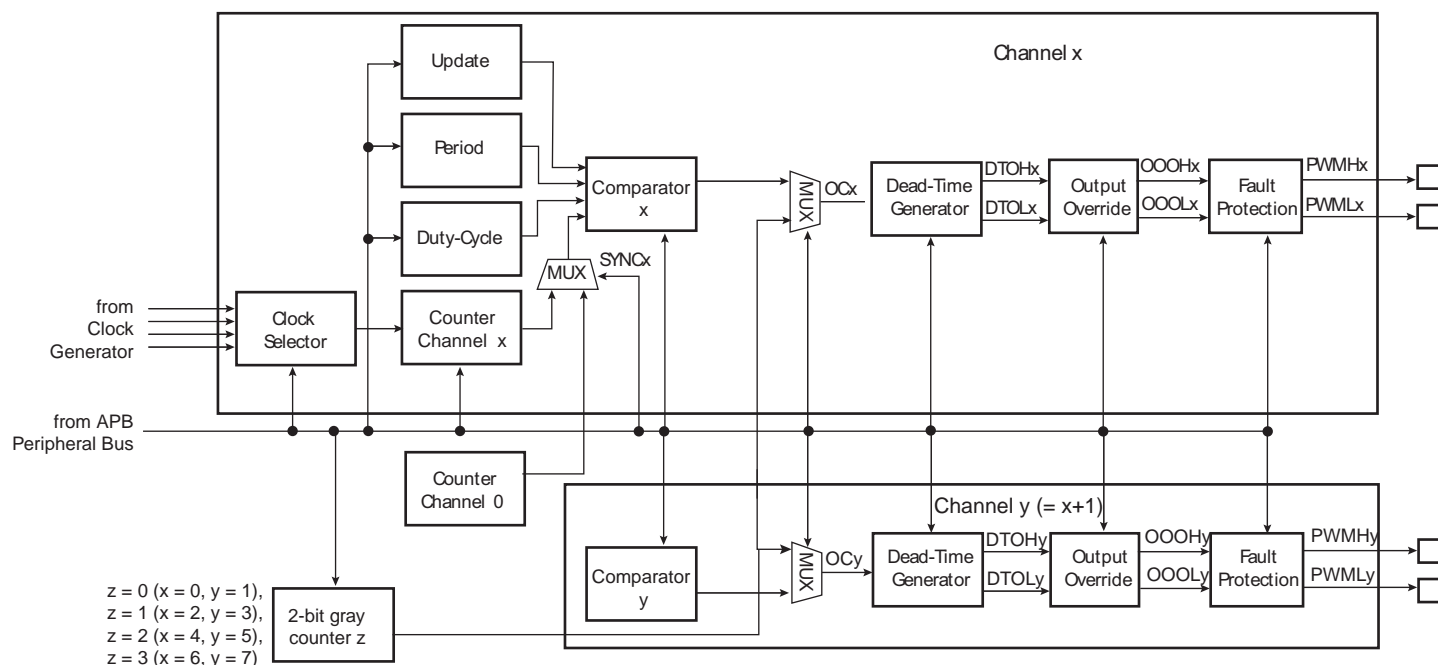 Channel x
Update
Period
Comparator
x
Duty-Cycle
MUX
SYNCx
MUX
OCx
Dead-Time
Generator
DTOHx
DTOLx
Output
Override
OOOHx
OOOLx
Fault
Protection
PWMHx
PWMLx
from
Clock
Generator
Clock
Selector
Counter
Channel x
from APB
Peripheral Bus
Counter
Channel 0
Channel y (= x+1)
Comparator
y
MUX
OCy
Dead-Time
Generator
DTOHy
DTOLy
Output
Override
OOOHy
OOOLy
Fault
Protection
PWMHy
PWMLy
z = 0 (x = 0, y = 1),
z = 1 (x = 2, y = 3),
z = 2 (x = 4, y = 5),
z = 3 (x = 6, y = 7)
2-bit gray
counter z